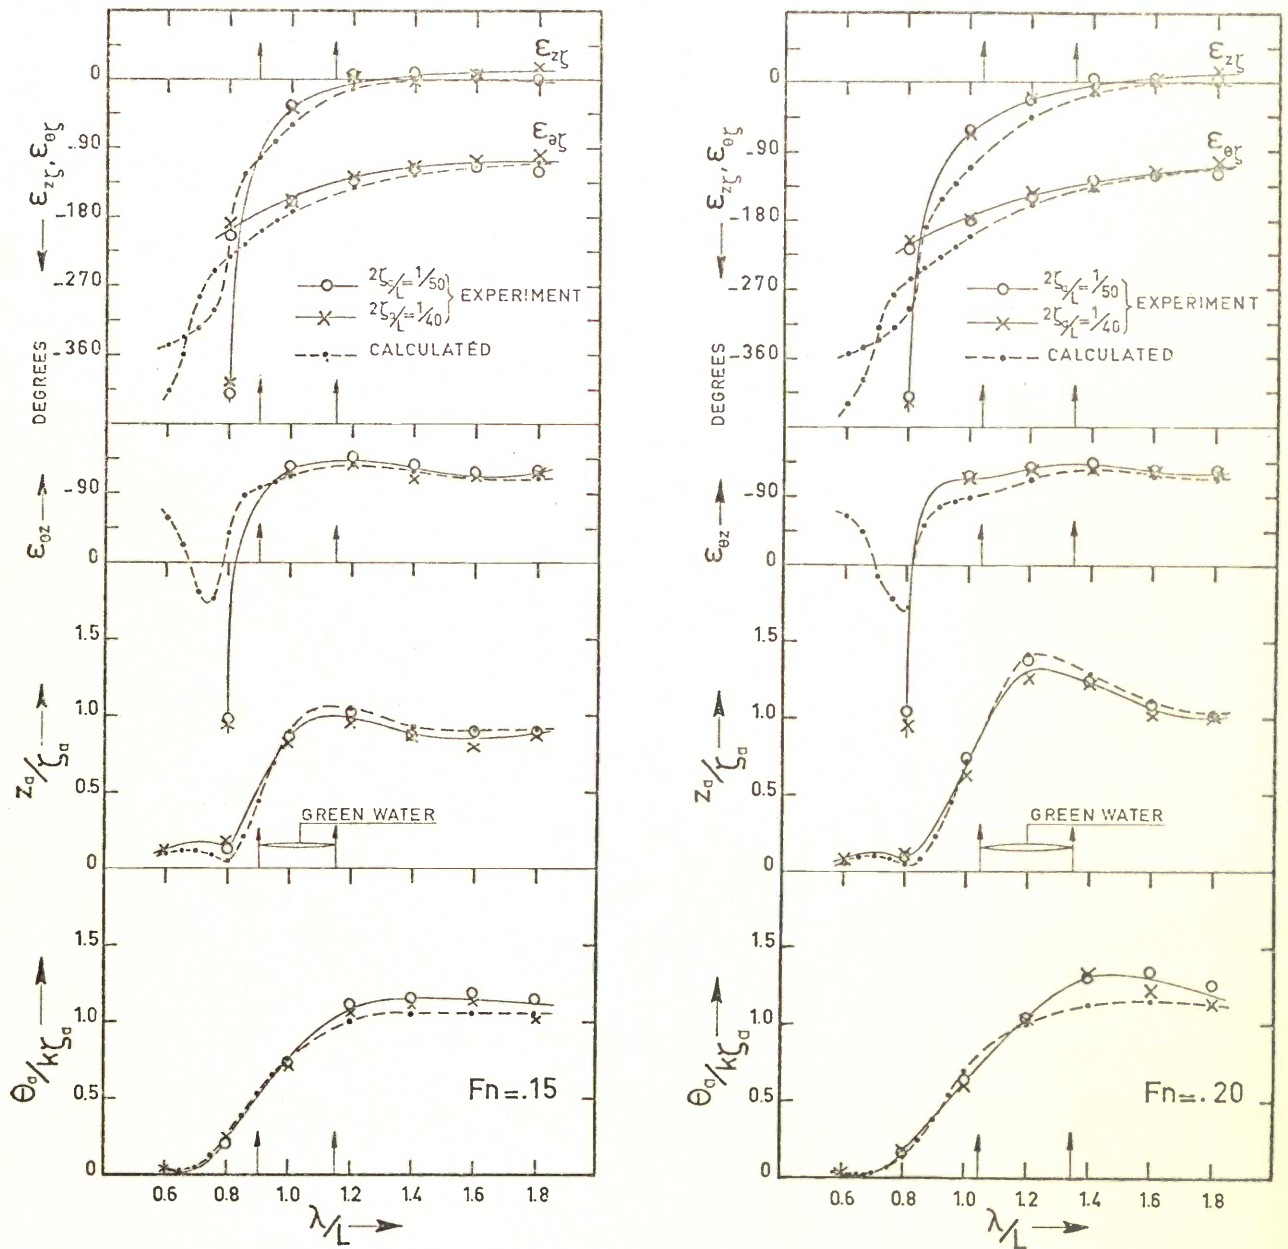 εzζ
0
-90
εθζ
-180
-270
-360
DEGREES ← εzζ, εθζ
2ζa/L = 1/50
2ζa/L = 1/40
} EXPERIMENT
CALCULATED
-90
0
εθz →
1.5
1.0
0.5
0
za/ζa →
GREEN WATER
1.5
1.0
0.5
0
θa/kζa →
Fn=.15
0.6 0.8 1.0 1.2 1.4 1.6 1.8
λ/L →
εzζ
0
-90
εθζ
-180
-270
-360
DEGREES ← εzζ, εθζ
2ζa/L = 1/50
2ζa/L = 1/40
} EXPERIMENT
CALCULATED
-90
0
εθz →
1.5
1.0
0.5
0
za/ζa →
GREEN WATER
1.5
1.0
0.5
0
θa/kζa →
Fn=.20
0.6 0.8 1.0 1.2 1.4 1.6 1.8
λ/L →